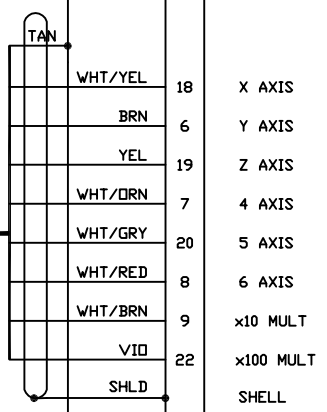 TAN
WHT/YEL 18 X AXIS
BRN 6 Y AXIS
YEL 19 Z AXIS
WHT/ORN 7 4 AXIS
WHT/GRY 20 5 AXIS
WHT/RED 8 6 AXIS
WHT/BRN 9 x10 MULT
VIO 22 x100 MULT
SHLD SHELL